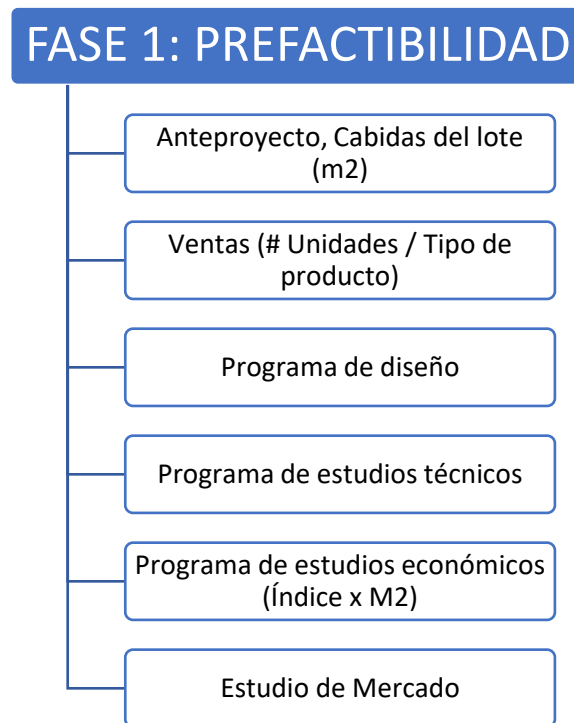 FASE 1: PREFACTIBILIDAD
Anteproyecto, Cabidas del lote
(m2)
Ventas (# Unidades / Tipo de
producto)
Programa de diseño
Programa de estudios técnicos
Programa de estudios económicos
(Índice x M2)
Estudio de Mercado